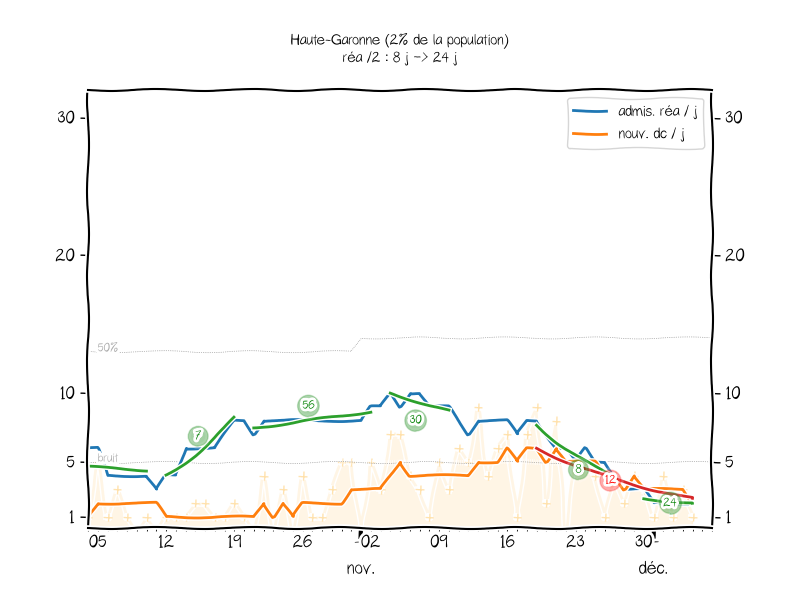 Haute-Garonne (2% de la population)
réa /2 : 8 j -> 24 j
admis. réa / j
nouv. dc / j
30
30
20
20
50%
10
10
56
30
7
bruit
5
5
8
12
24
1
1
05 12 19 26 02 09 16 23 30
nov. déc.